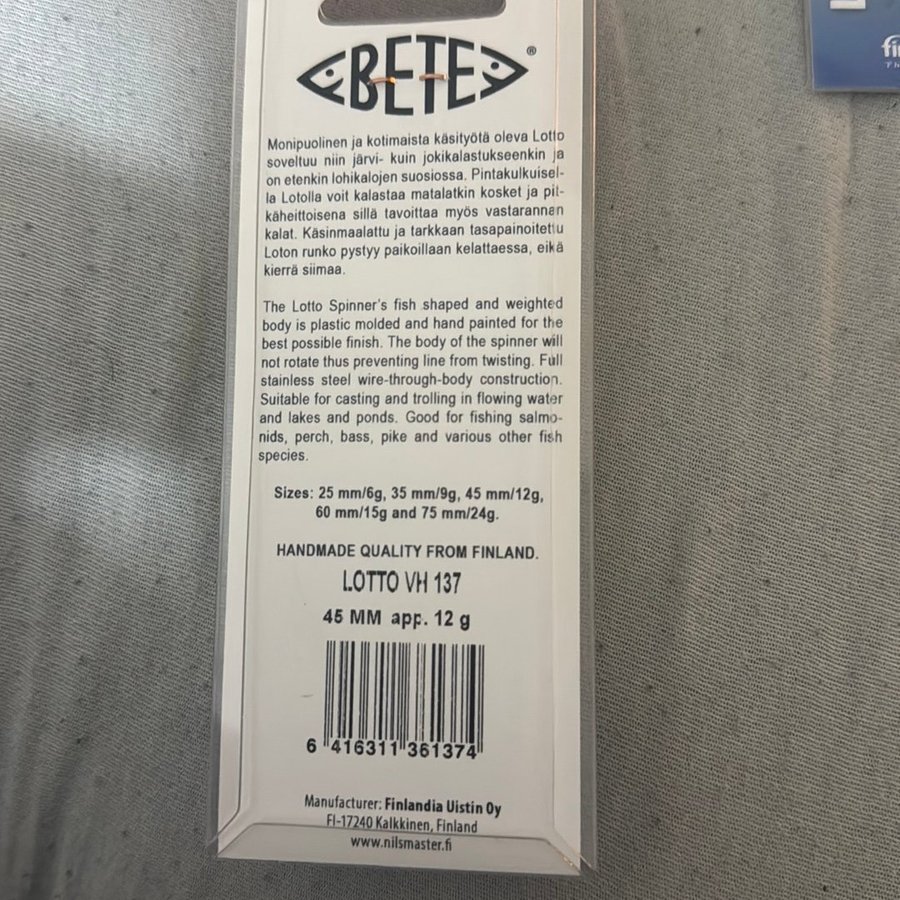 BETE®
Monipuolinen ja kotimaista käsityötä oleva Lotto
soveltuu niin järvi- kuin jokikalastukseenkin ja
on etenkin lohikalojen suosiossa. Pintakulkuisel-
la Lotolla voit kalastaa matalatkin kosket ja pit-
käheittoisena sillä tavoittaa myös vastarannan
kalat. Käsinmaalattu ja tarkkaan tasapainoitettu
Loton runko pystyy paikoillaan kelattaessa, eikä
kierrä siimaa.
The Lotto Spinner's fish shaped and weighted
body is plastic molded and hand painted for the
best possible finish. The body of the spinner will
not rotate thus preventing line from twisting. Full
stainless steel wire-through-body construction.
Suitable for casting and trolling in flowing water
and lakes and ponds. Good for fishing salmo-
nids, perch, bass, pike and various other fish
species.
Sizes: 25 mm/6g, 35 mm/9g, 45 mm/12g,
60 mm/15g and 75 mm/24g.
HANDMADE QUALITY FROM FINLAND.
LOTTO VH 137
45 MM app. 12 g
6 416311 361374
Manufacturer: Finlandia Uistin Oy
FI-17240 Kalkkinen, Finland
www.nilsmaster.fi